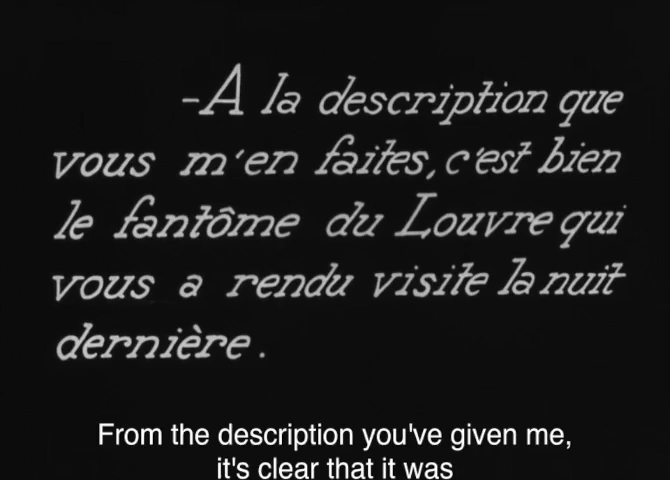 -A la description que
vous m'en faites, c'est bien
le fantôme du Louvre qui
vous a rendu visite la nuit
dernière.
From the description you've given me,
it's clear that it was